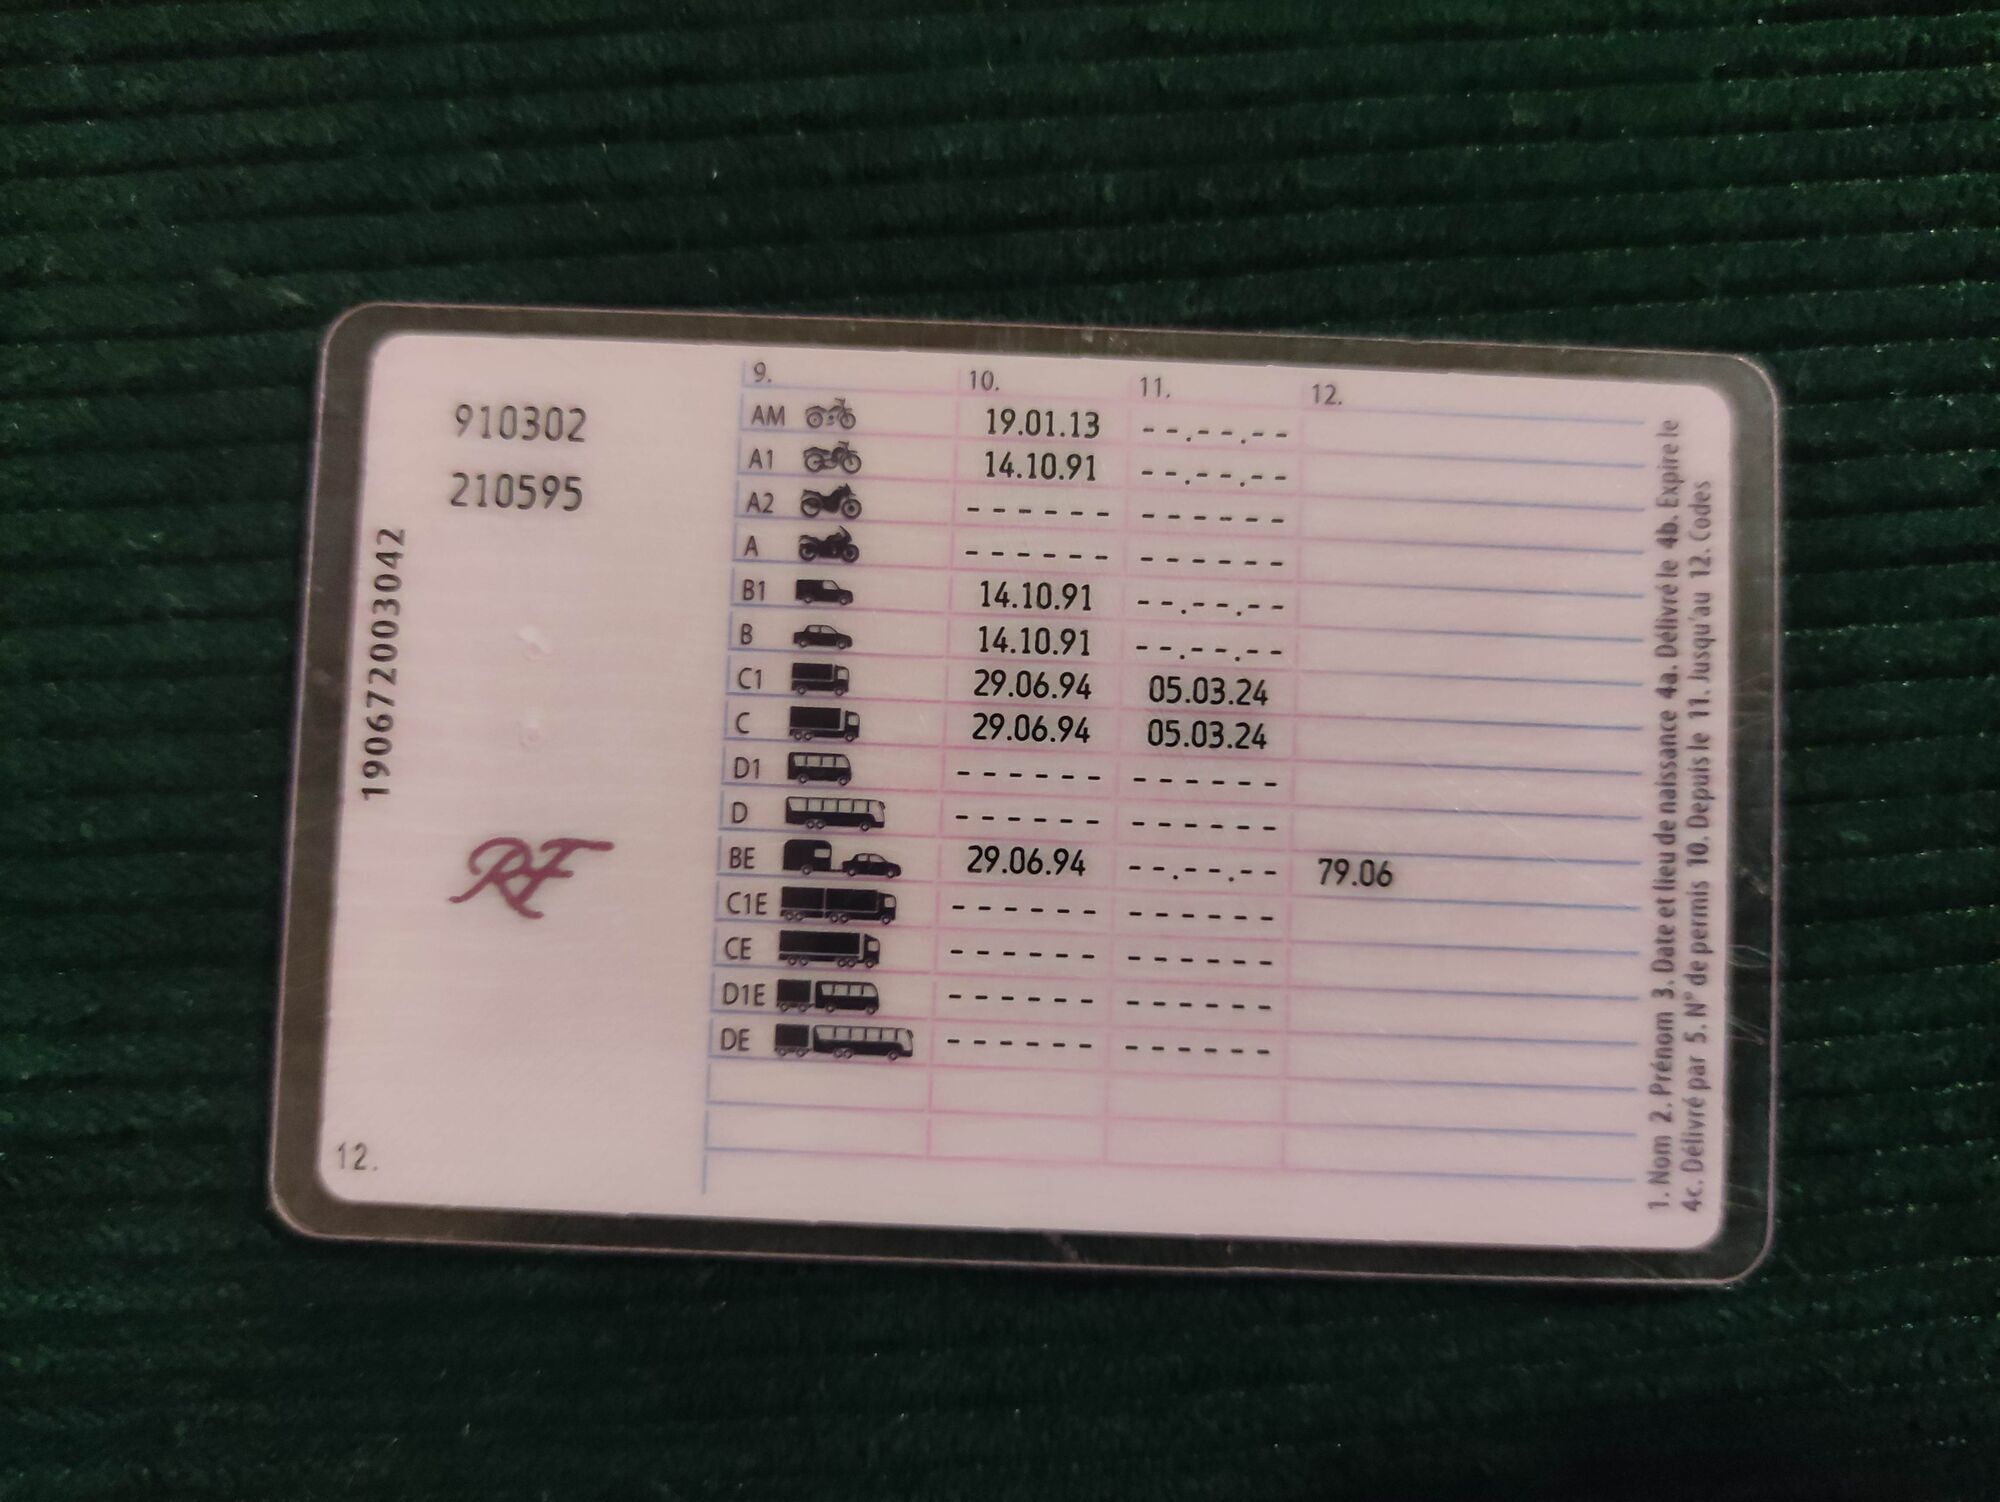 910302
210595
190672003042
RF
12.
9. 10. 11. 12.
AM 19.01.13 --.--.--
A1 14.10.91 --.--.--
A2 ------ ------
A ------ ------
B1 14.10.91 --.--.--
B 14.10.91 --.--.--
C1 29.06.94 05.03.24
C 29.06.94 05.03.24
D1 ------ ------
D ------ ------
BE 29.06.94 --.--.-- 79.06
C1E ------ ------
CE ------ ------
D1E ------ ------
DE ------ ------
1. Nom 2. Prénom 3. Date et lieu de naissance 4a. Délivré le 4b. Expire le
4c. Délivré par 5. N° de permis 10. Depuis le 11. Jusqu'au 12. Codes